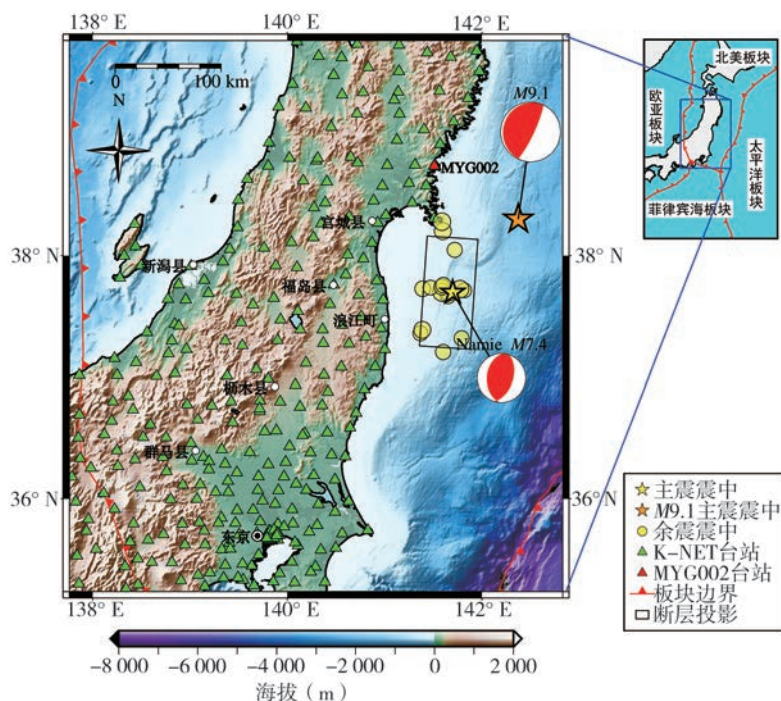 138° E
140° E
142° E
0
100 km
N
M9.1
MYG002
宫城县
38° N
38° N
新潟县
福岛县
浪江町
Namie M7.4
枥木县
群马县
36° N
36° N
东京
138° E
140° E
142° E
-8 000
-6 000
-4 000
-2 000
0
2 000
海拔(m)
北美板块
欧亚板块
太平洋板块
菲律宾海板块
主震震中
M9.1主震震中
余震震中
K-NET台站
MYG002台站
板块边界
断层投影